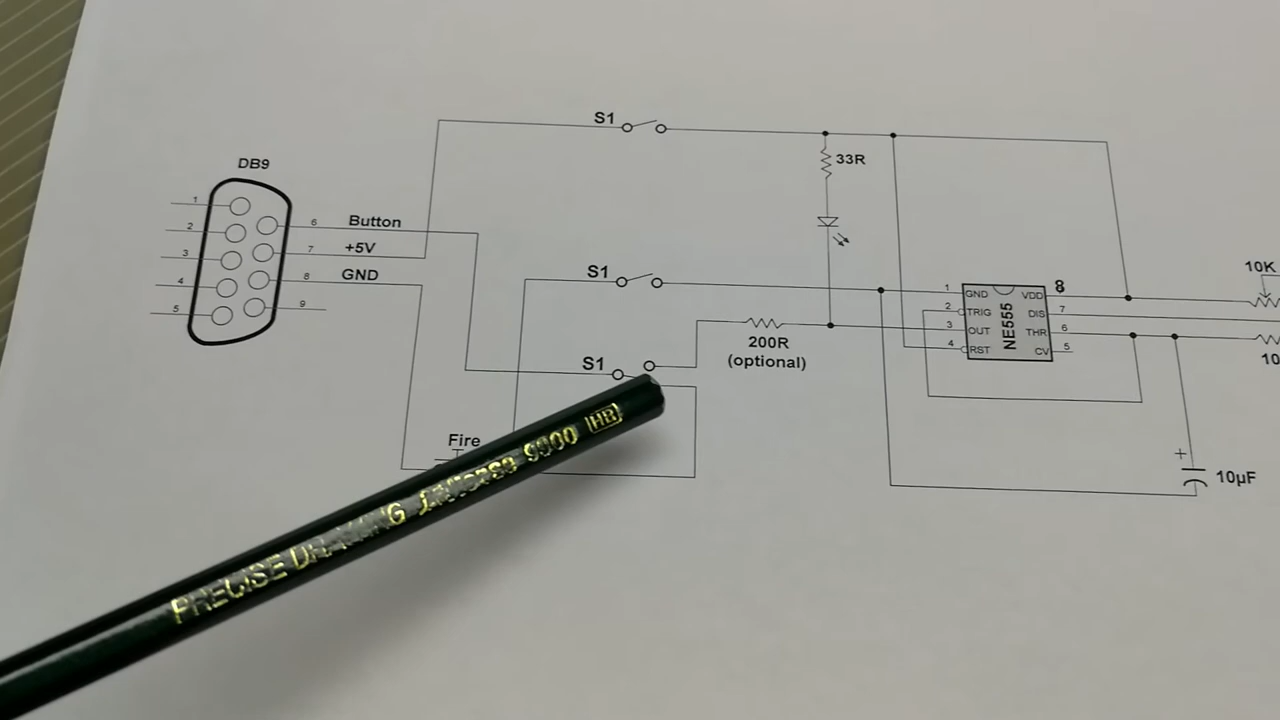 S1
DB9
33R
1
2
3
4
5
6
7
8
9
Button
+5V
GND
S1
S1
200R
(optional)
Fire
1
2
3
4
GND
TRIG
OUT
RST
NE555
VDD
DIS
THR
CV
8
7
6
5
10K
10
+
10µF
PRECISE 9000 HB